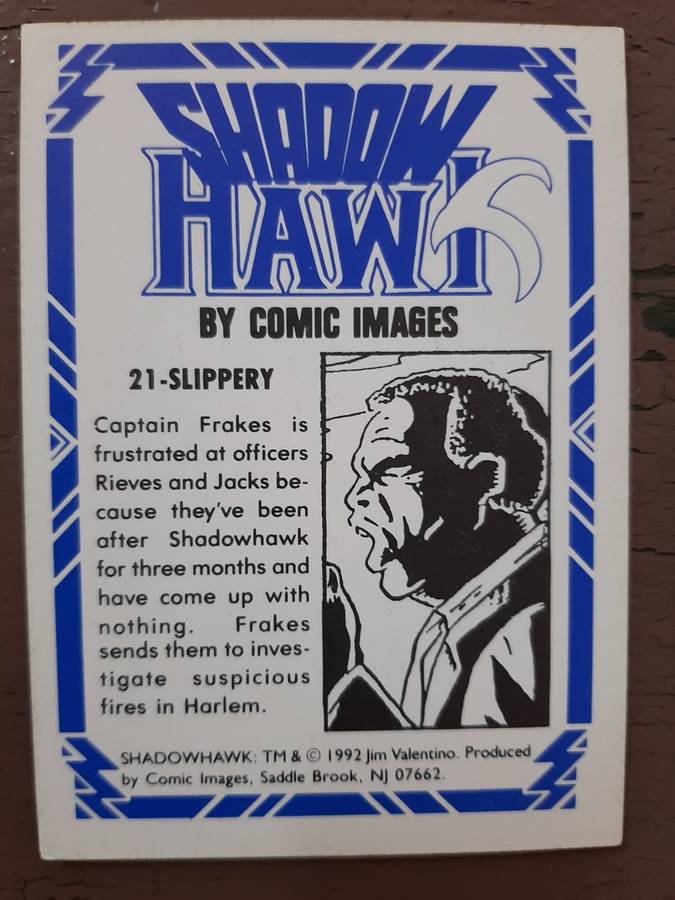 SHADOW
HAWK
BY COMIC IMAGES
21-SLIPPERY
Captain Frakes is
frustrated at officers
Rieves and Jacks be-
cause they've been
after Shadowhawk
for three months and
have come up with
nothing. Frakes
sends them to inves-
tigate suspicious
fires in Harlem.
SHADOWHAWK: TM & © 1992 Jim Valentino. Produced
by Comic Images, Saddle Brook, NJ 07662.